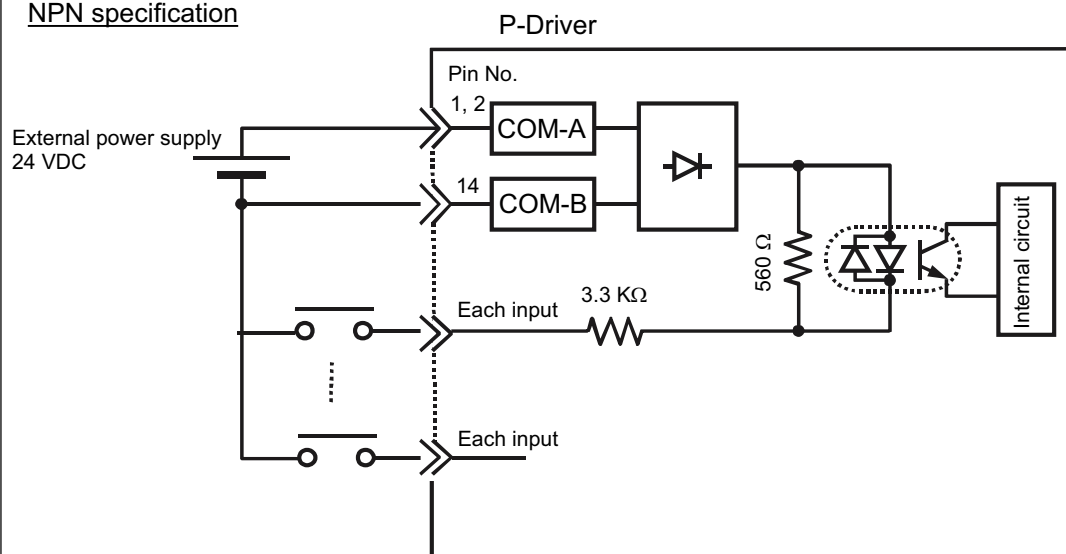 NPN specification
P-Driver
Pin No.
1, 2
COM-A
External power supply
24 VDC
14
COM-B
560 Ω
Internal circuit
Each input
3.3 KΩ
Each input